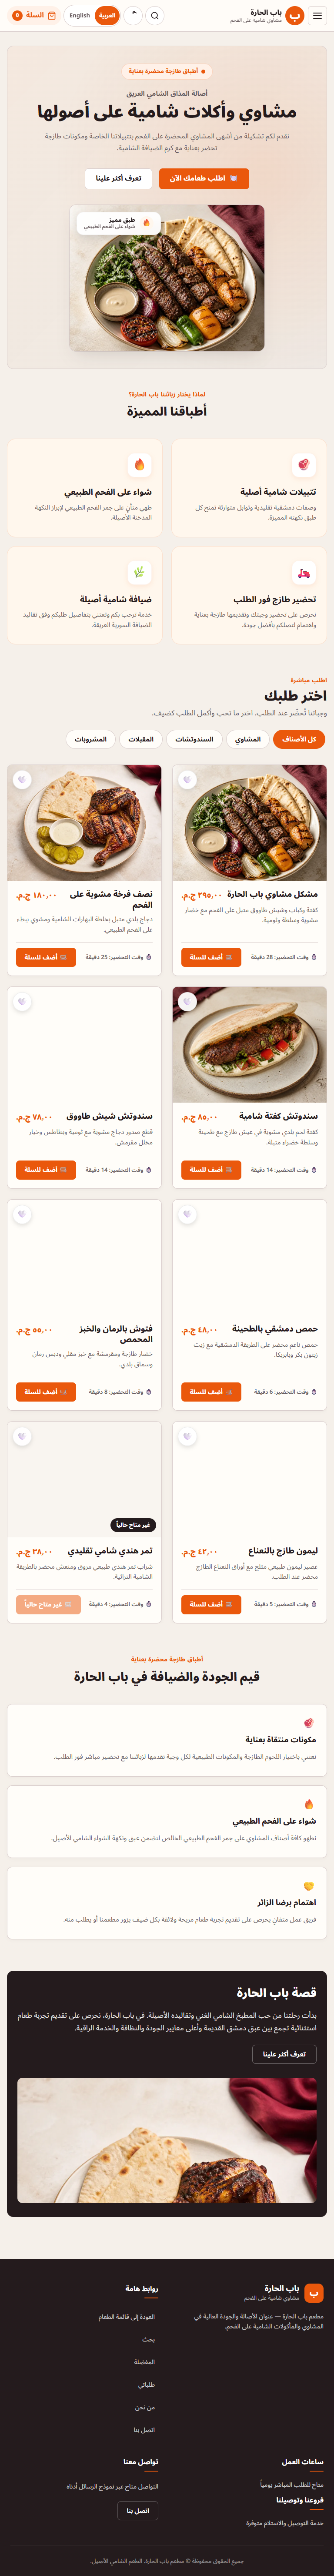 باب الحارة
مشاوي شامية على الفحم
العربية
English
السلة
0
أطباق طازجة محضرة بعناية
أصالة المذاق الشامي العريق
مشاوي وأكلات شامية على أصولها
نقدم لكم تشكيلة من أشهى المشاوي المحضرة على الفحم بتتبيلاتنا الخاصة ومكونات طازجة
تحضر بعناية مع كرم الضيافة الشامية.
اطلب طعامك الآن
تعرف أكثر علينا
طبق مميز
شواء على الفحم الطبيعي
لماذا يختار زبائننا باب الحارة؟
أطباقنا المميزة
تتبيلات شامية أصلية
وصفات دمشقية تقليدية وتوابل متوارثة تمنح كل
طبق نكهته المميزة.
شواء على الفحم الطبيعي
طهي متأنٍ على جمر الفحم الطبيعي لإبراز النكهة
المدخنة الأصيلة.
تحضير طازج فور الطلب
نحرص على تحضير وجبتك وتقديمها طازجة بعناية
واهتمام لتصلكم بأفضل جودة.
ضيافة شامية أصيلة
خدمة ترحب بكم وتعتني بتفاصيل طلبكم وفق تقاليد
الضيافة السورية العريقة.
اطلب مباشرة
اختر طلبك
وجباتنا تُحضّر عند الطلب. اختر ما تحب وأكمل الطلب كضيف.
كل الأصناف
المشاوي
السندوتشات
المقبلات
المشروبات
مشكل مشاوي باب الحارة
٢٩٥٫٠٠ ج.م.
كفتة وكباب وشيش طاووق متبل على الفحم مع خضار
مشوية وسلطة وثومية.
وقت التحضير: 28 دقيقة
أضف للسلة
نصف فرخة مشوية على
الفحم
١٨٠٫٠٠ ج.م.
دجاج بلدي متبل بخلطة البهارات الشامية ومشوي ببطء
على الفحم الطبيعي.
وقت التحضير: 25 دقيقة
أضف للسلة
سندوتش كفتة شامية
٨٥٫٠٠ ج.م.
كفتة لحم بلدي مشوية في عيش طازج مع طحينة
وسلطة خضراء متبلة.
وقت التحضير: 14 دقيقة
أضف للسلة
سندوتش شيش طاووق
٧٨٫٠٠ ج.م.
قطع صدور دجاج مشوية مع ثومية وبطاطس وخيار
مخلل مقرمش.
وقت التحضير: 14 دقيقة
أضف للسلة
حمص دمشقي بالطحينة
٤٨٫٠٠ ج.م.
حمص ناعم محضر على الطريقة الدمشقية مع زيت
زيتون بكر وبابريكا.
وقت التحضير: 6 دقيقة
أضف للسلة
فتوش بالرمان والخبز
المحمص
٥٥٫٠٠ ج.م.
خضار طازجة ومقرمشة مع خبز مقلي ودبس رمان
وسماق بلدي.
وقت التحضير: 8 دقيقة
أضف للسلة
ليمون طازج بالنعناع
٤٢٫٠٠ ج.م.
عصير ليمون طبيعي مثلج مع أوراق النعناع الطازج
محضر عند الطلب.
وقت التحضير: 5 دقيقة
أضف للسلة
غير متاح حالياً
تمر هندي شامي تقليدي
٣٨٫٠٠ ج.م.
شراب تمر هندي طبيعي مروق ومنعش محضر بالطريقة
الشامية التراثية.
وقت التحضير: 4 دقيقة
غير متاح حالياً
أطباق طازجة محضرة بعناية
قيم الجودة والضيافة في باب الحارة
مكونات منتقاة بعناية
نعتني باختيار اللحوم الطازجة والمكونات الطبيعية لكل وجبة نقدمها لزبائننا مع تحضير مباشر فور الطلب.
شواء على الفحم الطبيعي
نطهو كافة أصناف المشاوي على جمر الفحم الطبيعي الخالص لنضمن عبق ونكهة الشواء الشامي الأصيل.
اهتمام برضا الزائر
فريق عمل متفانٍ يحرص على تقديم تجربة طعام مريحة ولائقة بكل ضيف يزور مطعمنا أو يطلب منه.
قصة باب الحارة
بدأت رحلتنا من حب المطبخ الشامي الغني وتقاليده الأصيلة. في باب الحارة، نحرص على تقديم تجربة طعام
استثنائية تجمع بين عبق دمشق القديمة وأعلى معايير الجودة والنظافة والخدمة الراقية.
تعرف أكثر علينا
ب
باب الحارة
مشاوي شامية على الفحم
مطعم باب الحارة — عنوان الأصالة والجودة العالية في
المشاوي والمأكولات الشامية على الفحم.
روابط هامة
العودة إلى قائمة الطعام
بحث
المفضلة
طلباتي
من نحن
اتصل بنا
ساعات العمل
متاح للطلب المباشر يومياً
فروعنا وتوصيلنا
خدمة التوصيل والاستلام متوفرة
تواصل معنا
التواصل متاح عبر نموذج الرسائل أدناه
اتصل بنا
جميع الحقوق محفوظة © مطعم باب الحارة. الطعم الشامي الأصيل.